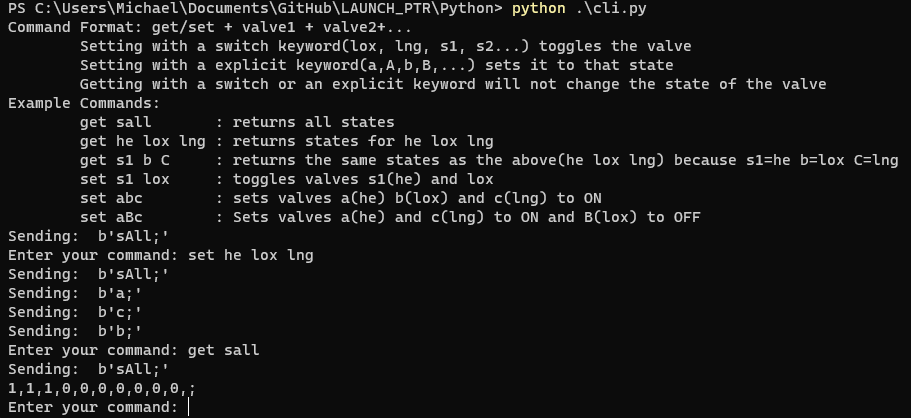 PS C:\Users\Michael\Documents\GitHub\LAUNCH_PTR\Python> python .\cli.py
Command Format: get/set + valve1 + valve2+...
        Setting with a switch keyword(lox, lng, s1, s2...) toggles the valve
        Setting with a explicit keyword(a,A,b,B,...) sets it to that state
        Getting with a switch or an explicit keyword will not change the state of the valve
Example Commands:
        get sall       : returns all states
        get he lox lng : returns states for he lox lng
        get s1 b C     : returns the same states as the above(he lox lng) because s1=he b=lox C=lng
        set s1 lox     : toggles valves s1(he) and lox
        set abc        : sets valves a(he) b(lox) and c(lng) to ON
        set aBc        : Sets valves a(he) and c(lng) to ON and B(lox) to OFF
Sending:  b'sAll;'
Enter your command: set he lox lng
Sending:  b'sAll;'
Sending:  b'a;'
Sending:  b'c;'
Sending:  b'b;'
Enter your command: get sall
Sending:  b'sAll;'
1,1,1,0,0,0,0,0,0,0,;
Enter your command: